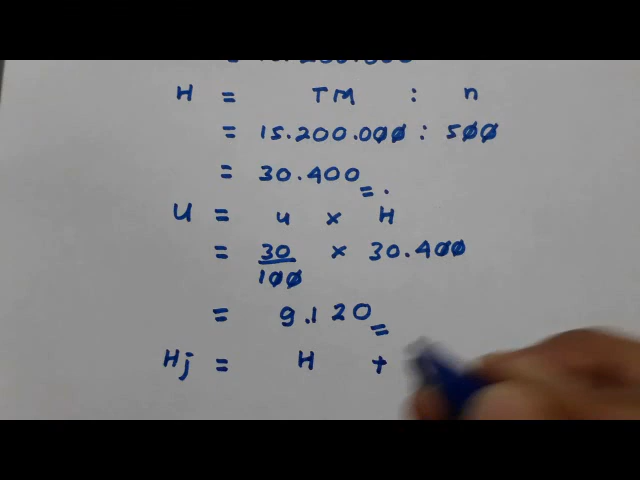 H = TM : n
= 15.200.000 : 500
= 30.400 =.
U = u x H
= 30/100 x 30.400
= 9.120 =
Hj = H +